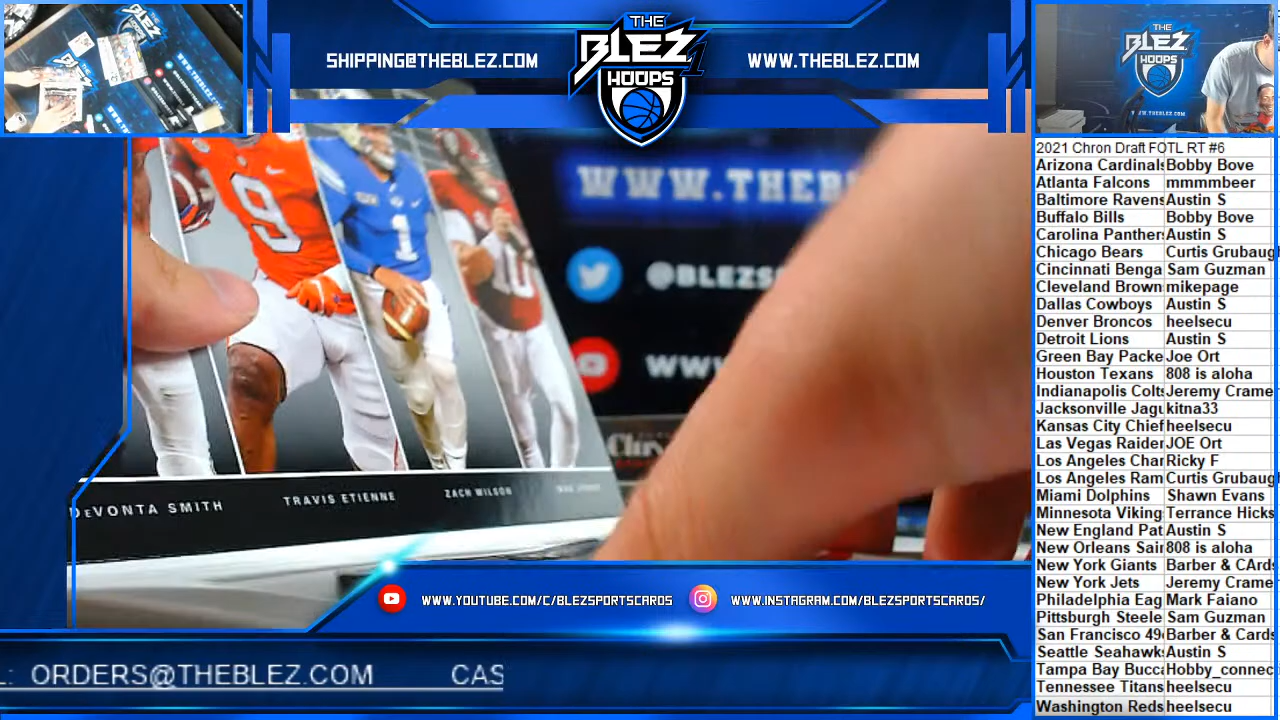 SHIPPING@THEBLEZ.COM
THE
BLEZ
HOOPS
WWW.THEBLEZ.COM
THE
BLEZ
HOOPS
WWW.THEBLEZ.COM
WWW.THEB
@BLEZS
WW
9
1
10
Chro
DEVONTA SMITH
TRAVIS ETIENNE
ZACH WILSON
WWW.YOUTUBE.COM/C/BLEZSPORTSCARDS
WWW.INSTAGRAM.COM/BLEZSPORTSCARDS/
L: ORDERS@THEBLEZ.COM CAS
2021 Chron Draft FOTL RT #6
Arizona Cardinals Bobby Bove
Atlanta Falcons mmmmbeer
Baltimore Ravens Austin S
Buffalo Bills Bobby Bove
Carolina Panthers Austin S
Chicago Bears Curtis Grubaug
Cincinnati Benga Sam Guzman
Cleveland Brown mikepage
Dallas Cowboys Austin S
Denver Broncos heelsecu
Detroit Lions Austin S
Green Bay Packe Joe Ort
Houston Texans 808 is aloha
Indianapolis Colts Jeremy Crame
Jacksonville Jagu kitna33
Kansas City Chief heelsecu
Las Vegas Raider JOE Ort
Los Angeles Char Ricky F
Los Angeles Ram Curtis Grubaug
Miami Dolphins Shawn Evans
Minnesota Viking Terrance Hicks
New England Pat Austin S
New Orleans Sain 808 is aloha
New York Giants Barber & CArds
New York Jets Jeremy Crame
Philadelphia Eag Mark Faiano
Pittsburgh Steele Sam Guzman
San Francisco 49 Barber & Cards
Seattle Seahawk Austin S
Tampa Bay Bucca Hobby_connec
Tennessee Titans heelsecu
Washington Reds heelsecu